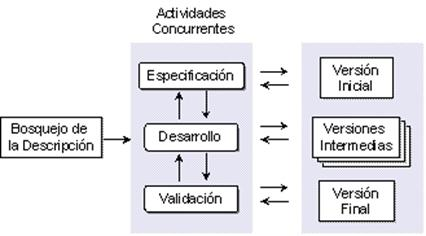 Actividades
Concurrentes
Especificación
Versión
Inicial
Bosquejo de
la Descripción
Desarrollo
Versiones
Intermedias
Validación
Versión
Final